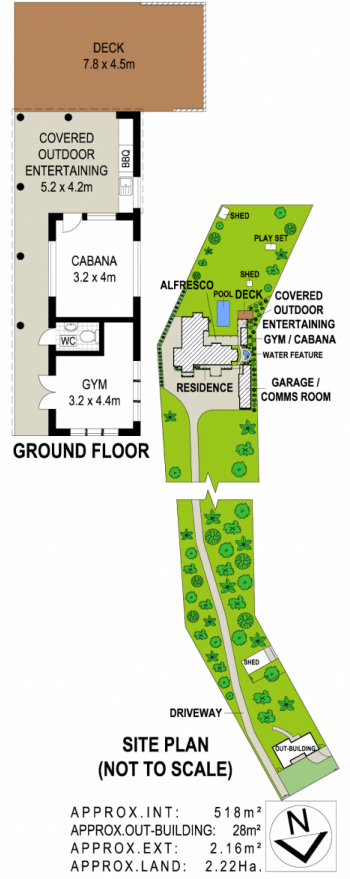 DECK
7.8 x 4.5m
COVERED
OUTDOOR
ENTERTAINING
5.2 x 4.2m
BBQ
CABANA
3.2 x 4m
WC
GYM
3.2 x 4.4m
GROUND FLOOR
SHED
PLAY SET
SHED
ALFRESCO
POOL
DECK
COVERED
OUTDOOR
ENTERTAINING
GYM / CABANA
WATER FEATURE
RESIDENCE
GARAGE /
COMMS ROOM
SHED
DRIVEWAY
OUT-BUILDING
SITE PLAN
(NOT TO SCALE)
APPROX.INT: 518m²
APPROX.OUT-BUILDING: 28m²
APPROX.EXT: 2.16m²
APPROX.LAND: 2.22Ha.
N